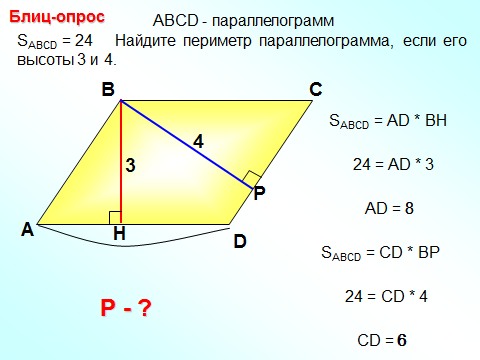 Блиц-опрос
ABCD - параллелограмм
SABCD = 24 Найдите периметр параллелограмма, если его
высоты 3 и 4.
B
C
SABCD = AD * BH
4
3
24 = AD * 3
P
AD = 8
A
H
D
SABCD = CD * BP
24 = CD * 4
P - ?
CD = 6